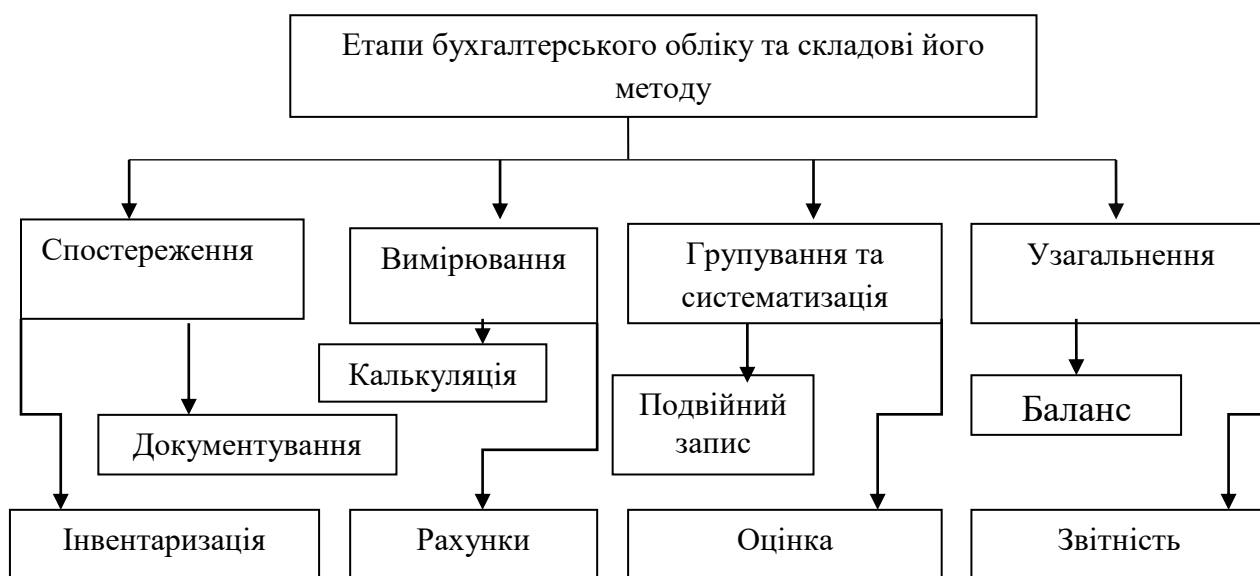 Етапи бухгалтерського обліку та складові його
методу
Спостереження
Вимірювання
Групування та
систематизація
Узагальнення
Калькуляція
Документування
Подвійний
запис
Баланс
Інвентаризація
Рахунки
Оцінка
Звітність